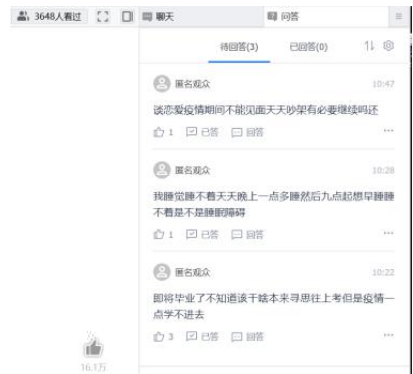 3648人看过
聊天
问答
待回答(3)
已回答(0)
匿名观众
10:47
谈恋爱疫情期间不能见面天天吵架有必要继续吗还
1
已答
回答
匿名观众
10:28
我睡觉睡不着天天晚上一点多睡然后九点起想早睡睡
不着是不是睡眠障碍
1
已答
回答
匿名观众
10:22
即将毕业了不知道该干啥本来寻思往上考但是疫情一
点学不进去
3
已答
回答
16.1万